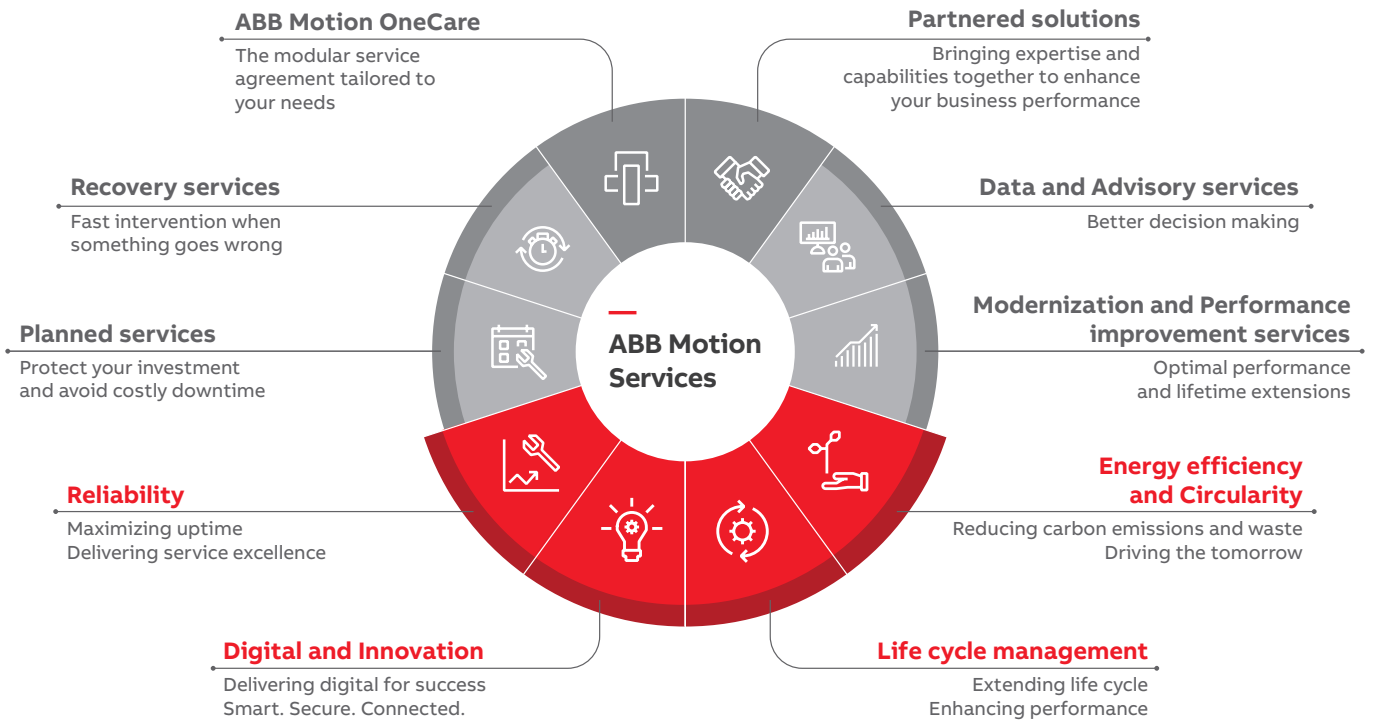 ABB Motion OneCare
The modular service
agreement tailored to
your needs
Partnered solutions
Bringing expertise and
capabilities together to enhance
your business performance
Recovery services
Fast intervention when
something goes wrong
Data and Advisory services
Better decision making
Planned services
Protect your investment
and avoid costly downtime
ABB Motion
Services
Modernization and Performance
improvement services
Optimal performance
and lifetime extensions
Reliability
Maximizing uptime
Delivering service excellence
Energy efficiency
and Circularity
Reducing carbon emissions and waste
Driving the tomorrow
Digital and Innovation
Delivering digital for success
Smart. Secure. Connected.
Life cycle management
Extending life cycle
Enhancing performance